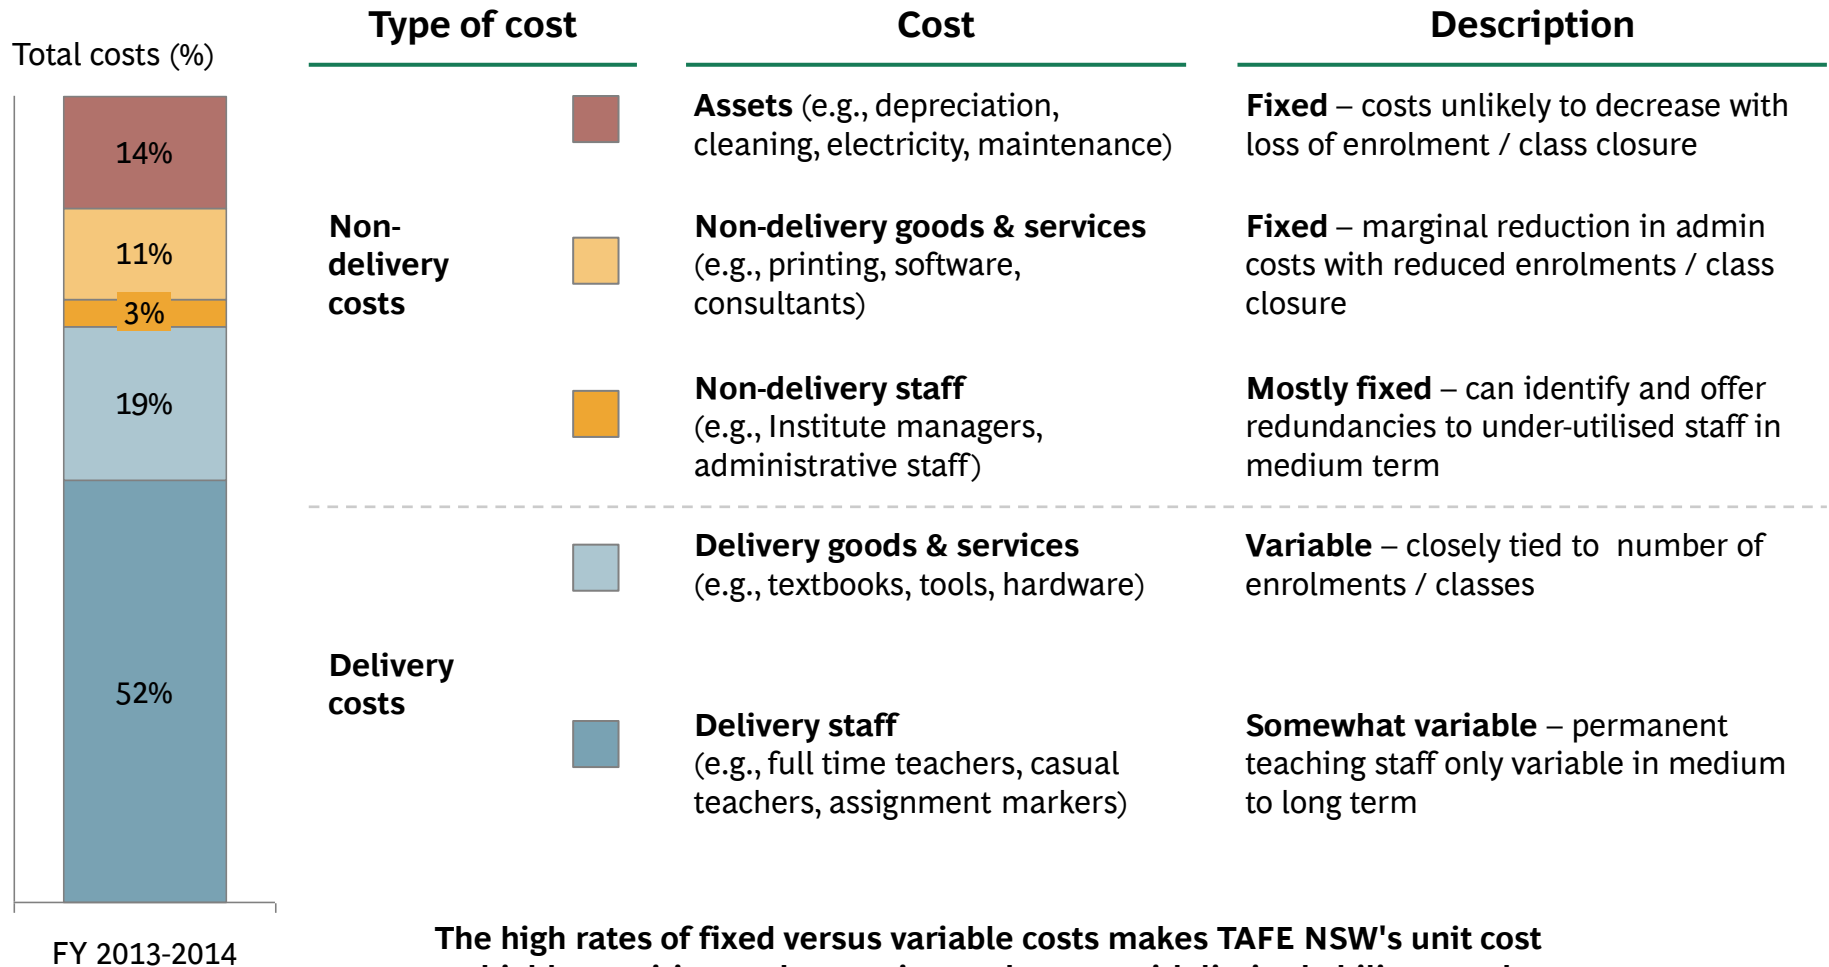 Total costs (%)
14%
11%
3%
19%
52%
FY 2013-2014
Type of cost
Cost
Description
Non-
delivery
costs
Assets (e.g., depreciation,
cleaning, electricity, maintenance)
Fixed – costs unlikely to decrease with
loss of enrolment / class closure
Non-delivery goods & services
(e.g., printing, software,
consultants)
Fixed – marginal reduction in admin
costs with reduced enrolments / class
closure
Non-delivery staff
(e.g., Institute managers,
administrative staff)
Mostly fixed – can identify and offer
redundancies to under-utilised staff in
medium term
Delivery
costs
Delivery goods & services
(e.g., textbooks, tools, hardware)
Variable – closely tied to number of
enrolments / classes
Delivery staff
(e.g., full time teachers, casual
teachers, assignment markers)
Somewhat variable – permanent
teaching staff only variable in medium
to long term
The high rates of fixed versus variable costs makes TAFE NSW's unit cost